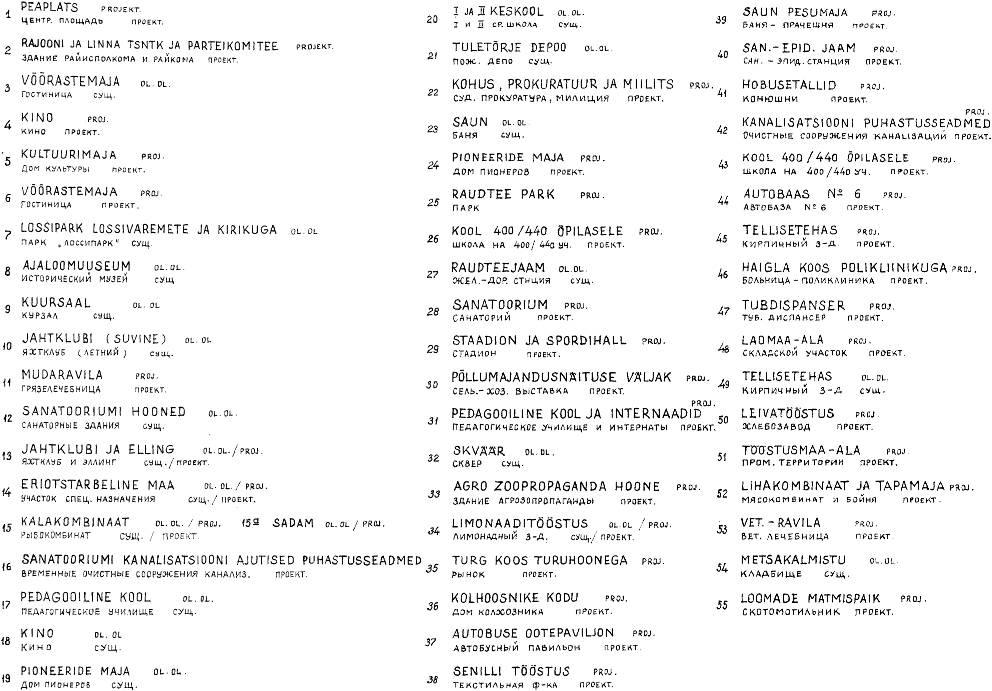 1 PEAPLATS PROJEKT.
ЦЕНТР. ПЛОЩАДЬ ПРОЕКТ.
2 RAJOONI JA LINNA TSNTK JA PARTEIKOMITEE PROJEKT.
ЗДАНИЕ РАЙИСПОЛКОМА И РАЙКОМА ПРОЕКТ.
3 VÕÕRASTEMAJA OL. OL.
ГОСТИНИЦА СУЩ.
4 KINO PROJ.
КИНО ПРОЕКТ.
5 KULTUURIMAJA PROJ.
ДОМ КУЛЬТУРЫ ПРОЕКТ.
6 VÕÕRASTEMAJA PROJ.
ГОСТИНИЦА ПРОЕКТ.
7 LOSSIPARK LOSSIVAREMETE JA KIRIKUGA OL. OL
ПАРК „ЛОССИПАРК" СУЩ.
8 AJALOOMUUSEUM OL. OL.
ИСТОРИЧЕСКИЙ МУЗЕЙ СУЩ
9 KUURSAAL OL. OL
КУРЗАЛ СУЩ.
10 JAHTKLUBI (SUVINE) OL. OL
ЯХТКЛУБ (ЛЕТНИЙ) СУЩ.
11 MUDARAVILA PROJ.
ГРЯЗЕЛЕЧЕБНИЦА ПРОЕКТ.
12 SANATOORIUMI HOONED OL. OL.
САНАТОРНЫЕ ЗДАНИЯ СУЩ.
13 JAHTKLUBI JA ELLING OL. OL. / PROJ.
ЯХТКЛУБ И ЭЛЛИНГ СУЩ. / ПРОЕКТ.
14 ERIOTSTARBELINE MAA OL. OL. / PROJ.
УЧАСТОК СПЕЦ. НАЗНАЧЕНИЯ СУЩ. / ПРОЕКТ.
15 KALAKOMBINAAT OL. OL. / PROJ. 15a SADAM OL. OL / PROJ.
РЫБОКОМБИНАТ СУЩ. / ПРОЕКТ.
16 SANATOORIUMI KANALISATSIOONI AJUTISED PUHASTUSSEADMED
ВРЕМЕННЫЕ ОЧИСТНЫЕ СООРУЖЕНИЯ КАНАЛИЗ. ПРОЕКТ.
17 PEDAGOOILINE KOOL OL. OL.
ПЕДАГОГИЧЕСКОЕ УЧИЛИЩЕ СУЩ.
18 KINO OL. OL
КИНО СУЩ.
19 PIONEERIDE MAJA OL. OL.
ДОМ ПИОНЕРОВ СУЩ.
20 I JA II KESKOOL OL. OL.
I И II СР. ШКОЛА СУЩ.
21 TULETÕRJE DEPOO OL. OL.
ПОЖ. ДЕПО СУЩ.
22 KOHUS, PROKURATUUR JA MIILITS PROJ.
СУД. ПРОКУРАТУРА, МИЛИЦИЯ ПРОЕКТ.
23 SAUN OL. OL.
БАНЯ СУЩ.
24 PIONEERIDE MAJA PROJ.
ДОМ ПИОНЕРОВ ПРОЕКТ.
25 RAUDTEE PARK PROJ.
ПАРК
26 KOOL 400/440 ÕPILASELE PROJ.
ШКОЛА НА 400/440 УЧ. ПРОЕКТ.
27 RAUDTEEJAAM OL. OL.
ЖЕЛ.-ДОР. СТНЦИЯ СУЩ.
28 SANATOORIUM PROJ.
САНАТОРИЙ ПРОЕКТ.
29 STAADION JA SPORDIHALL PROJ.
СТАДИОН ПРОЕКТ.
30 PÕLLUMAJANDUSNÄITUSE VÄLJAK PROJ.
СЕЛЬ.-ХОЗ. ВЫСТАВКА ПРОЕКТ.
PROJ.
31 PEDAGOOILINE KOOL JA INTERNAADID
ПЕДАГОГИЧЕСКОЕ УЧИЛИЩЕ И ИНТЕРНАТЫ ПРОЕКТ.
32 SKVÄÄR OL. OL.
СКВЕР СУЩ.
33 AGRO ZOOPROPAGANDA HOONE PROJ.
ЗДАНИЕ АГРОЗОПРОПАГАНДЫ ПРОЕКТ.
34 LIMONAADITÖÖSTUS OL. OL / PROJ.
ЛИМОНАДНЫЙ З-Д. СУЩ / ПРОЕКТ.
35 TURG KOOS TURUHOONEGA PROJ.
РЫНОК ПРОЕКТ.
36 KOLHOOSNIKE KODU PROJ.
ДОМ КОЛХОЗНИКА ПРОЕКТ.
37 AUTOBUSE OOTEPAVILJON PROJ.
АВТОБУСНЫЙ ПАВИЛЬОН ПРОЕКТ.
38 SENILLI TÖÖSTUS PROJ.
ТЕКСТИЛЬНАЯ Ф-КА ПРОЕКТ.
39 SAUN PESUMAJA PROJ.
БАНЯ - ПРАЧЕШНЯ ПРОЕКТ.
40 SAN.-EPID. JAAM PROJ.
САН. - ЭПИД. СТАНЦИЯ ПРОЕКТ.
41 HOBUSETALLID PROJ.
КОНЮШНИ ПРОЕКТ.
PROJ.
42 KANALISATSIOONI PUHASTUSSEADMED
ОЧИСТНЫЕ СООРУЖЕНИЯ КАНАЛИЗАЦИЙ ПРОЕКТ.
43 KOOL 400/440 ÕPILASELE PROJ.
ШКОЛА НА 400/440 УЧ. ПРОЕКТ.
44 AUTOBAAS Nº 6 PROJ.
АВТОБАЗА Nº 6 ПРОЕКТ.
45 TELLISETEHAS PROJ.
КИРПИЧНЫЙ З-Д. ПРОЕКТ.
46 HAIGLA KOOS POLIKLIINIKUGA PROJ.
БОЛЬНИЦА - ПОЛИКЛИНИКА ПРОЕКТ.
47 TUBDISPANSER PROJ.
ТУБ. ДИСПАНСЕР ПРОЕКТ.
48 LAOMAA-ALA PROJ.
СКЛАДСКОЙ УЧАСТОК ПРОЕКТ.
49 TELLISETEHAS OL. OL.
КИРПИЧНЫЙ З-Д СУЩ.
50 LEIVATÖÖSTUS PROJ.
ХЛЕБОЗАВОД ПРОЕКТ.
51 TÖÖSTUSMAA-ALA PROJ.
ПРОМ. ТЕРРИТОРИИ ПРОЕКТ.
52 LIHAKOMBINAAT JA TAPAMAJA PROJ.
МЯСОКОМБИНАТ И БОЙНЯ ПРОЕКТ.
53 VET. - RAVILA PROJ.
ВЕТ. ЛЕЧЕБНИЦА ПРОЕКТ.
54 METSAKALMISTU OL. OL.
КЛАДБИЩЕ СУЩ.
55 LOOMADE MATMISPAIK PROJ.
СКОТОМОГИЛЬНИК ПРОЕКТ.